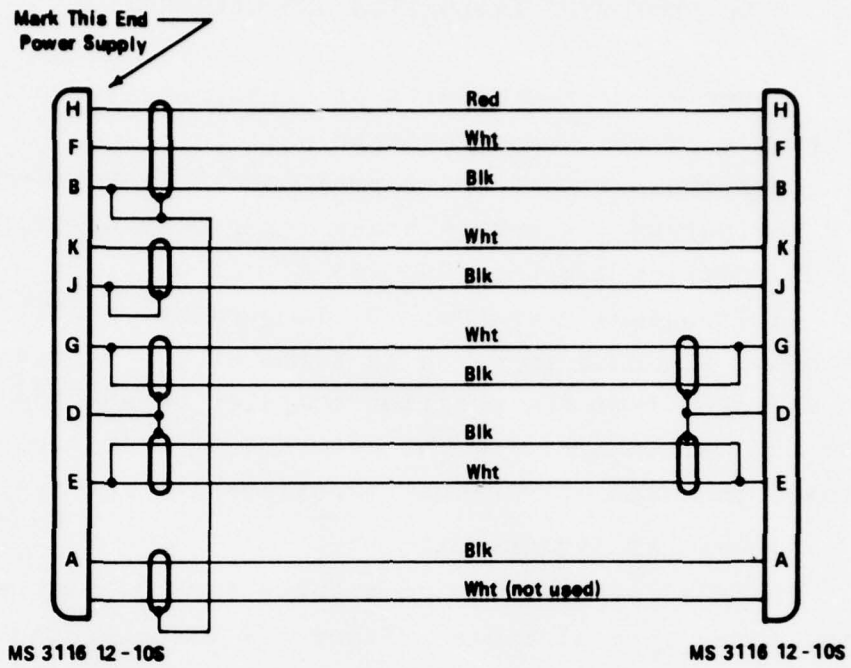 Mark This End
Power Supply
H Red H
F Wht F
B Blk B
K Wht K
J Blk J
G Wht G
Blk
D D
Blk
E Wht E
A Blk A
Wht (not used)
MS 3116 12-10S MS 3116 12-10S